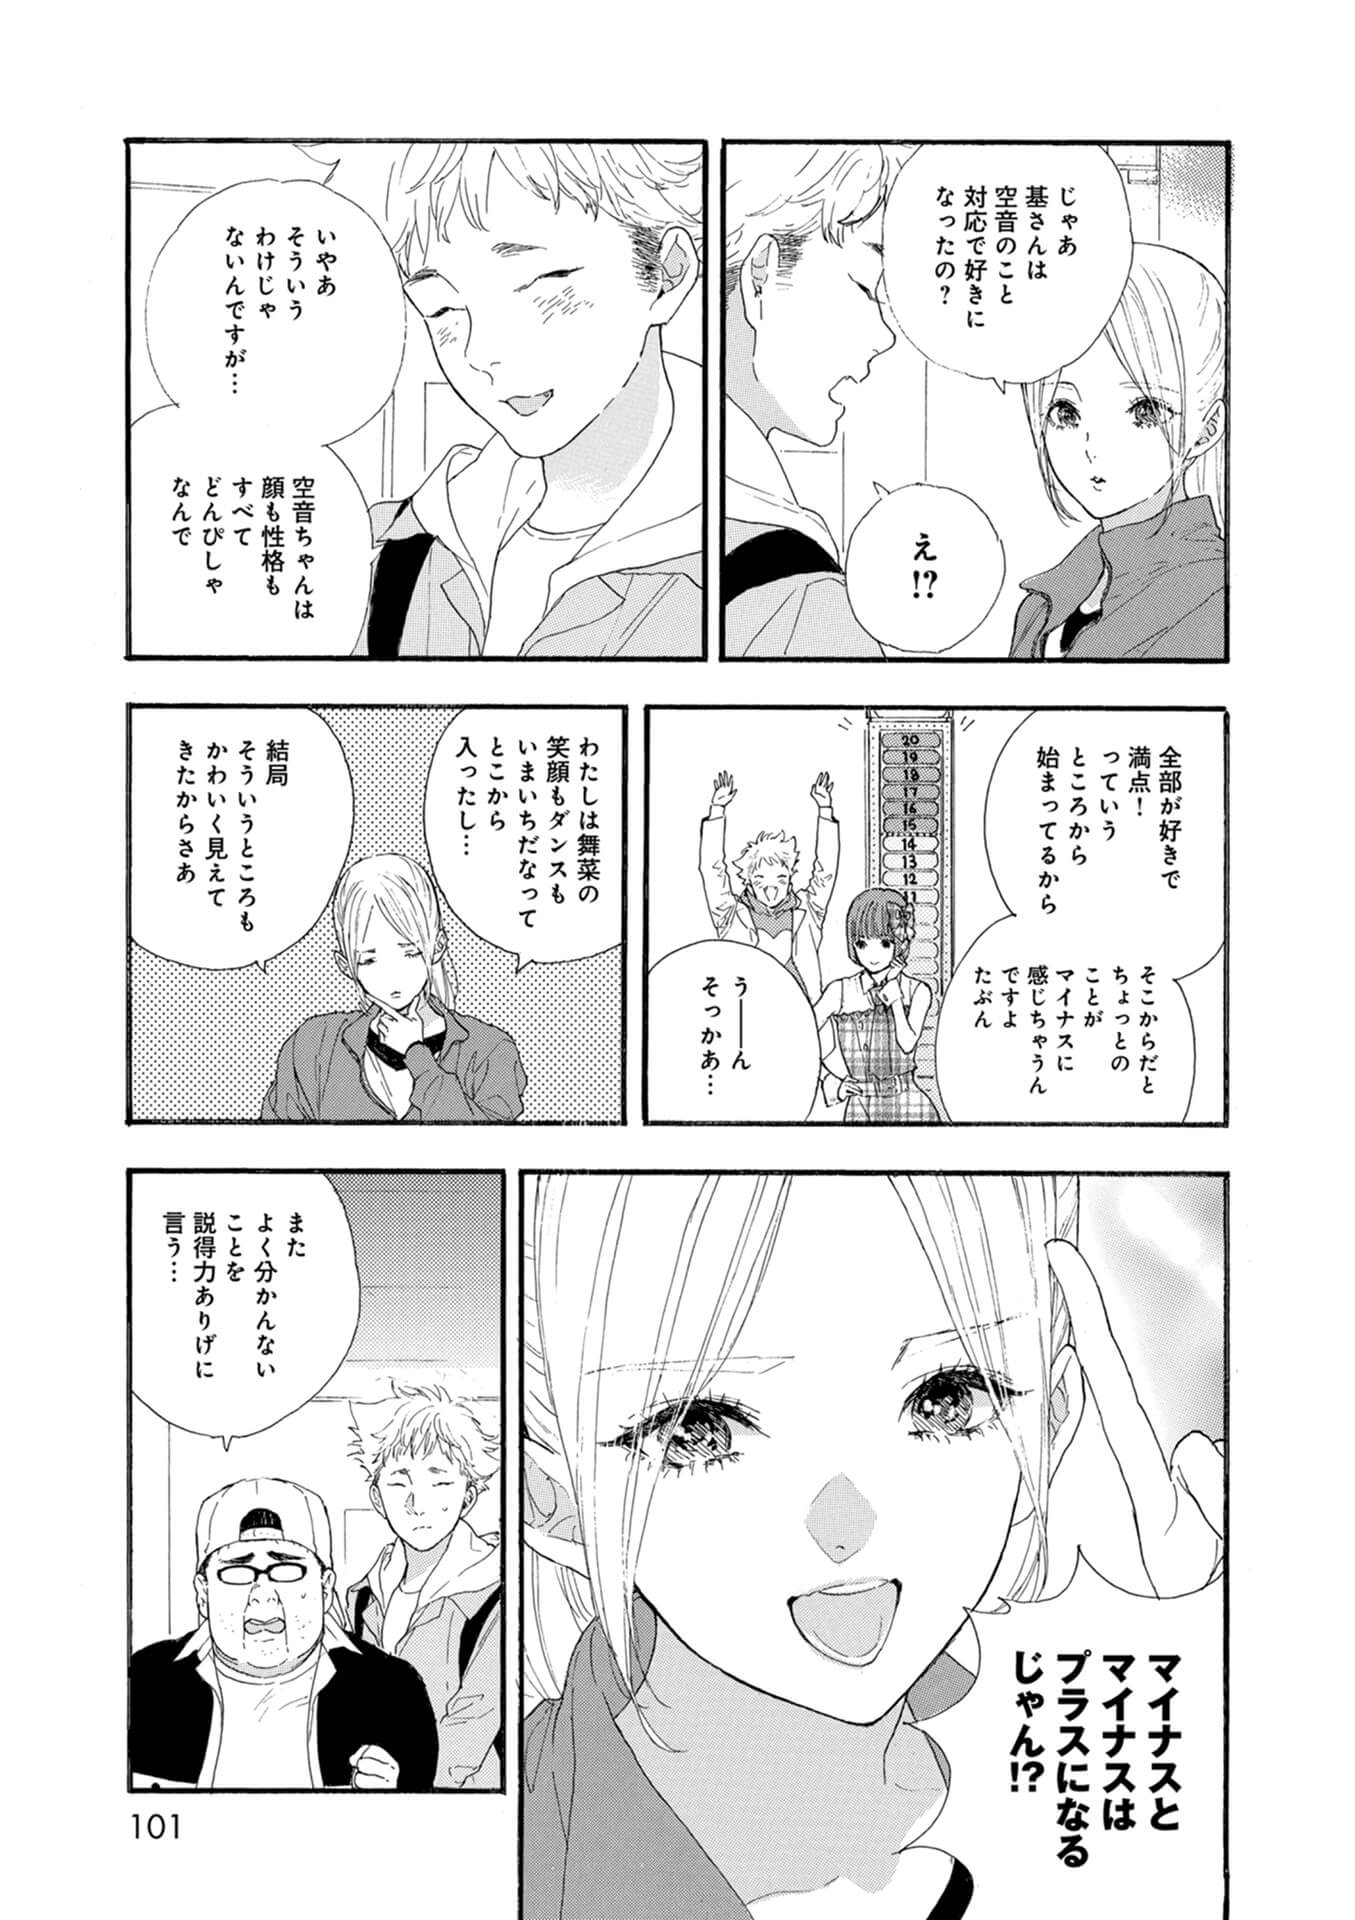 じゃあ
基さんは
空音のこと
対応で好きに
なったの?
え!?
いやあ
そういう
わけじゃ
ないんですが…
空音ちゃんは
顔も性格も
すべて
どんぴしゃ
なんで
全部が好きで
満点!
っていう
ところから
始まってるから
そこからだと
ちょっとの
ことが
マイナスに
感じちゃうん
ですよ
たぶん
20
19
18
17
16
15
14
13
12
11
う──ん
そっかあ…
わたしは舞菜の
笑顔もダンスも
いまいちだなって
とこから
入ったし…
結局
そういうところも
かわいく見えて
きたからさあ
マイナスと
マイナスは
プラスになる
じゃん!?
また
よく分かんない
ことを
説得力ありげに
言う…
101